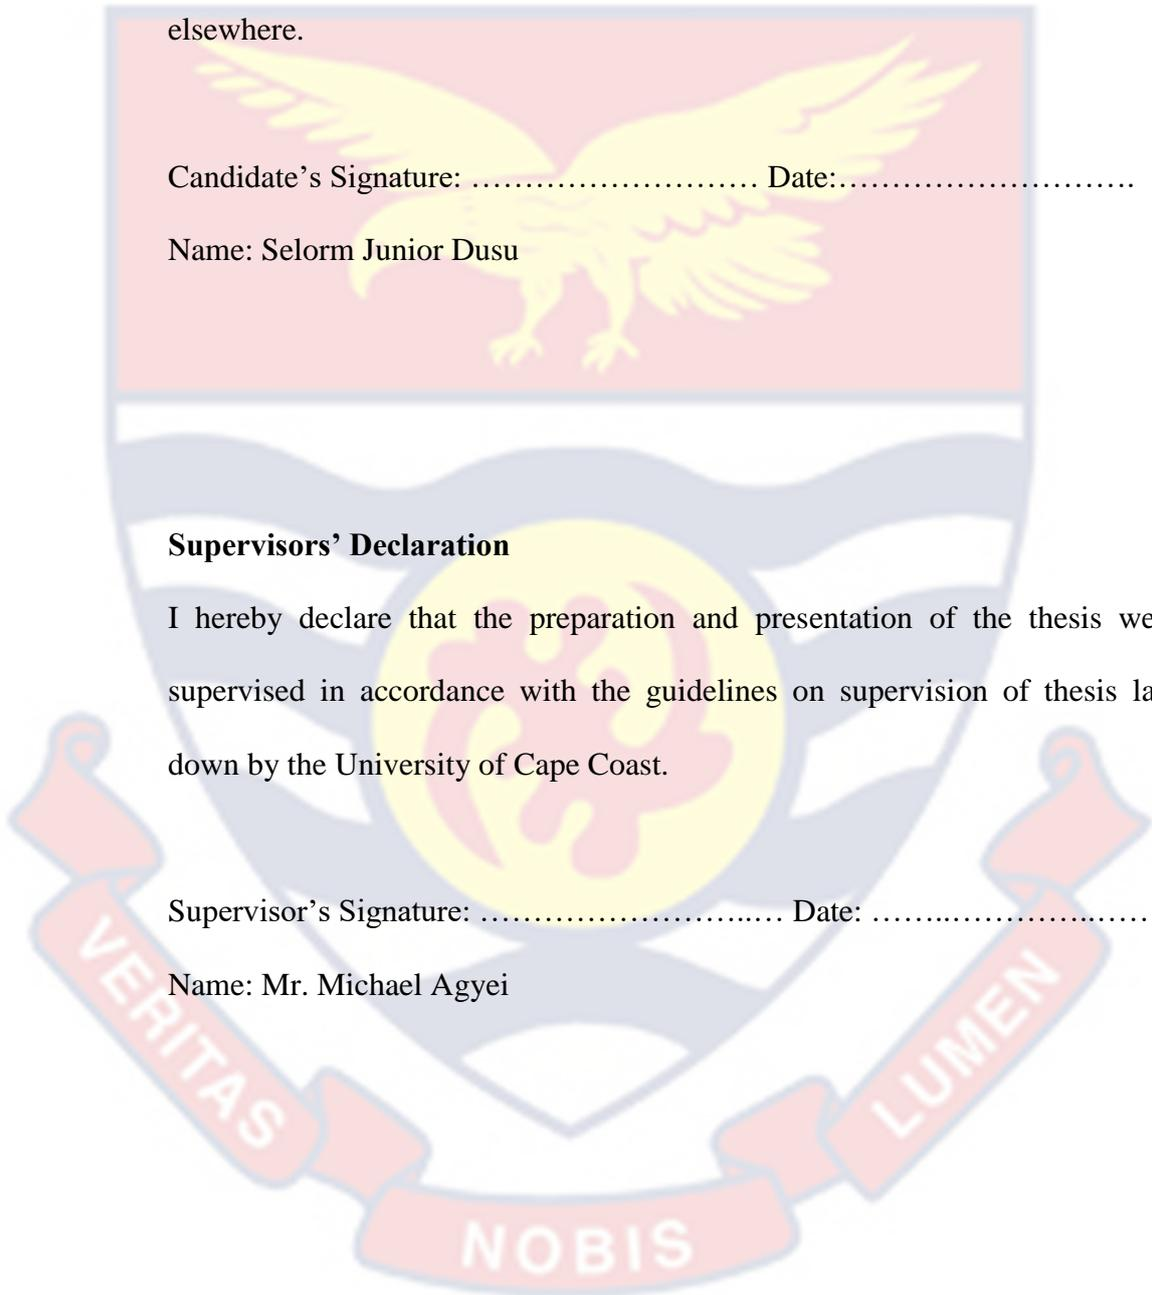 elsewhere.
Candidate’s Signature: ……………………… Date:……………………….
Name: Selorm Junior Dusu
Supervisors’ Declaration
I hereby declare that the preparation and presentation of the thesis we
supervised in accordance with the guidelines on supervision of thesis la
down by the University of Cape Coast.
Supervisor’s Signature: ……………………..… Date: ……..…………..……
Name: Mr. Michael Agyei
VERITAS
NOBIS
LUMEN